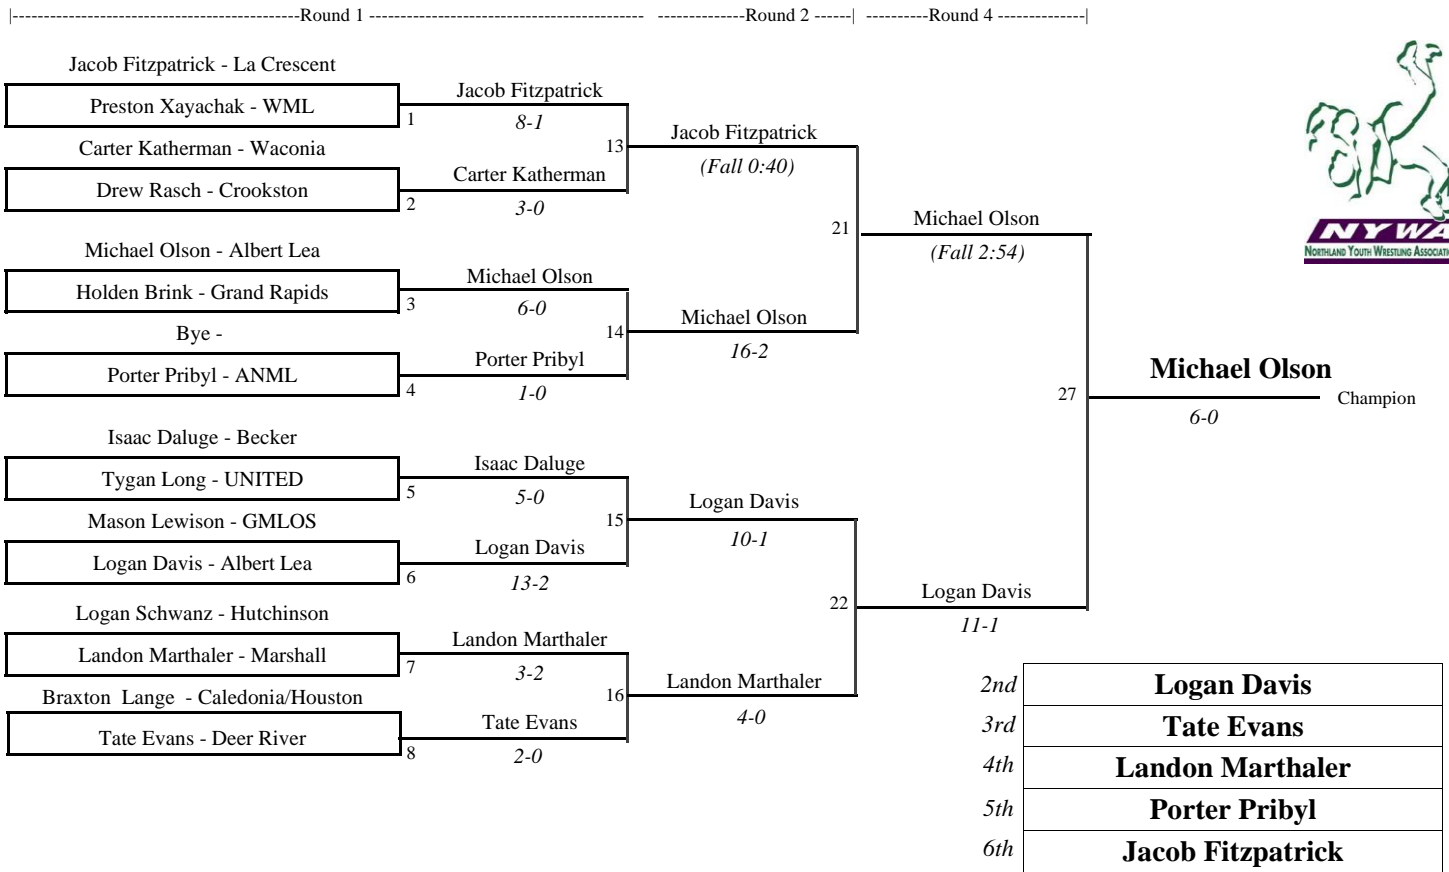 |--------------------------------------------Round 1 ------------------------------------------ --------------Round 2 ------| ----------Round 4 --------------|
Jacob Fitzpatrick - La Crescent
Preston Xayachak - WML
1
Jacob Fitzpatrick
8-1
Carter Katherman - Waconia
Drew Rasch - Crookston
2
Carter Katherman
3-0
13
Jacob Fitzpatrick
(Fall 0:40)
Michael Olson - Albert Lea
Holden Brink - Grand Rapids
3
Michael Olson
6-0
Bye -
Porter Pribyl - ANML
4
Porter Pribyl
1-0
14
Michael Olson
16-2
21
Michael Olson
(Fall 2:54)
Isaac Daluge - Becker
Tygan Long - UNITED
5
Isaac Daluge
5-0
Mason Lewison - GMLOS
Logan Davis - Albert Lea
6
Logan Davis
13-2
15
Logan Davis
10-1
Logan Schwanz - Hutchinson
Landon Marthaler - Marshall
7
Landon Marthaler
3-2
Braxton  Lange  - Caledonia/Houston
Tate Evans - Deer River
8
Tate Evans
2-0
16
Landon Marthaler
4-0
22
Logan Davis
11-1
27
Michael Olson
6-0
Champion
NYWA
NORTHLAND YOUTH WRESTLING
2nd Logan Davis
3rd Tate Evans
4th Landon Marthaler
5th Porter Pribyl
6th Jacob Fitzpatrick